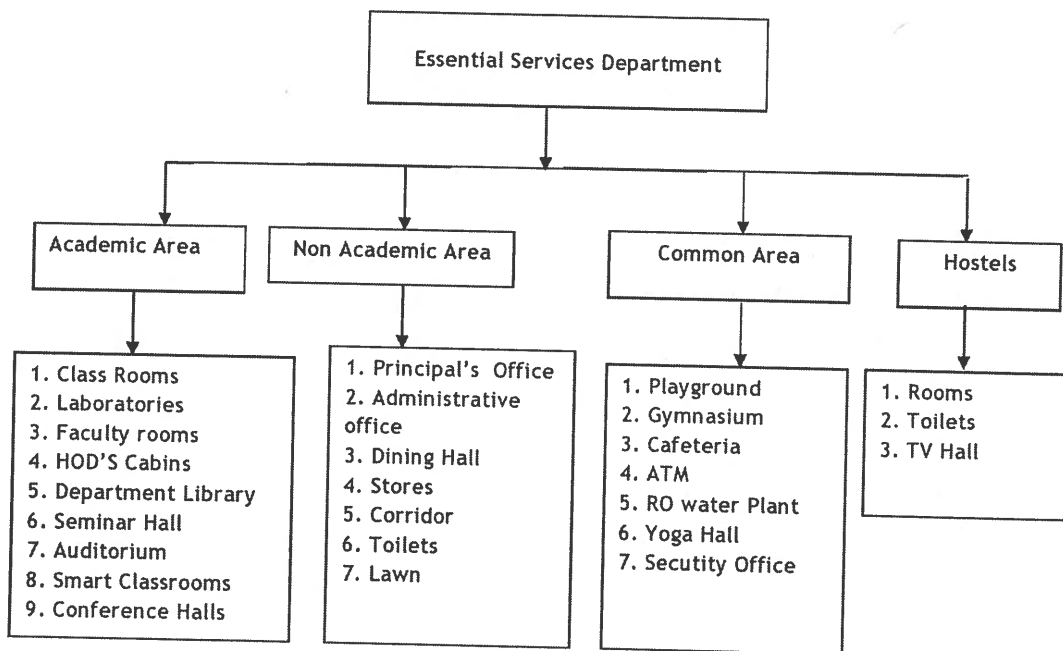 Essential Services Department
Academic Area
Non Academic Area
Common Area
Hostels
1. Class Rooms
2. Laboratories
3. Faculty rooms
4. HOD'S Cabins
5. Department Library
6. Seminar Hall
7. Auditorium
8. Smart Classrooms
9. Conference Halls
1. Principal's Office
2. Administrative
office
3. Dining Hall
4. Stores
5. Corridor
6. Toilets
7. Lawn
1. Playground
2. Gymnasium
3. Cafeteria
4. ATM
5. RO water Plant
6. Yoga Hall
7. Secutity Office
1. Rooms
2. Toilets
3. TV Hall